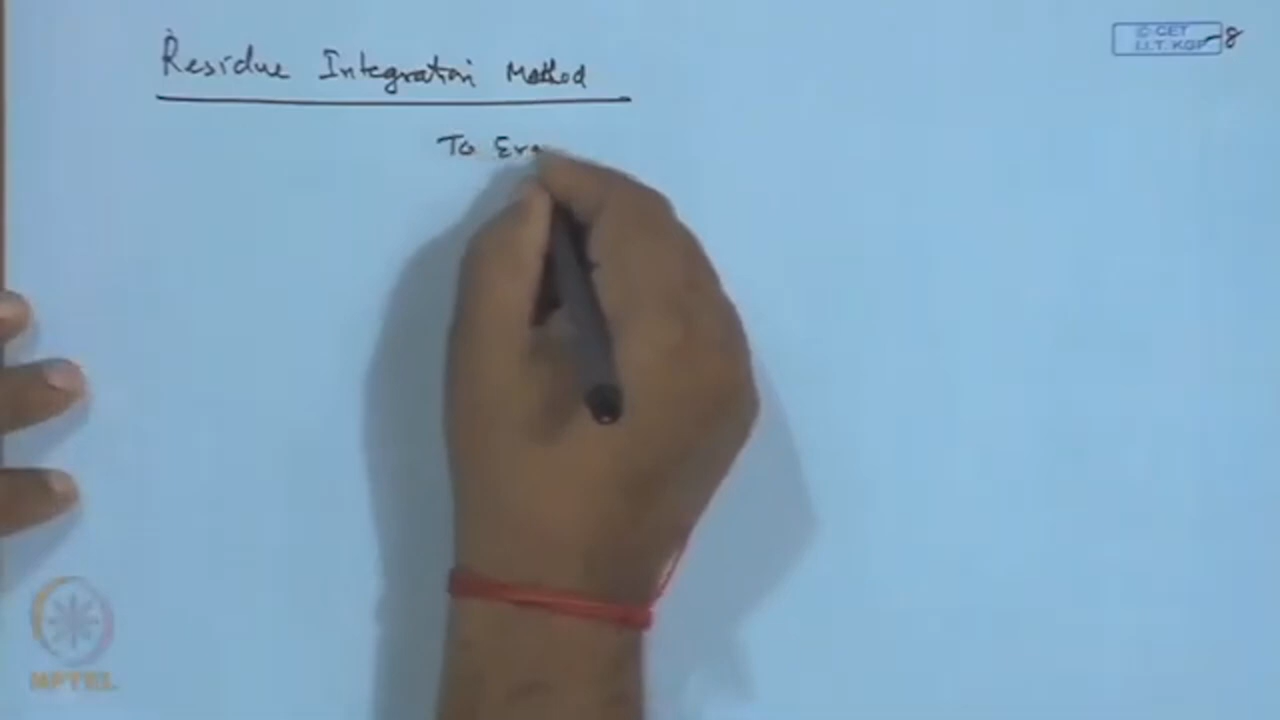 ©CET
I.I.T. KGP
8
Residue Integration Method
To Eva
NPTEL